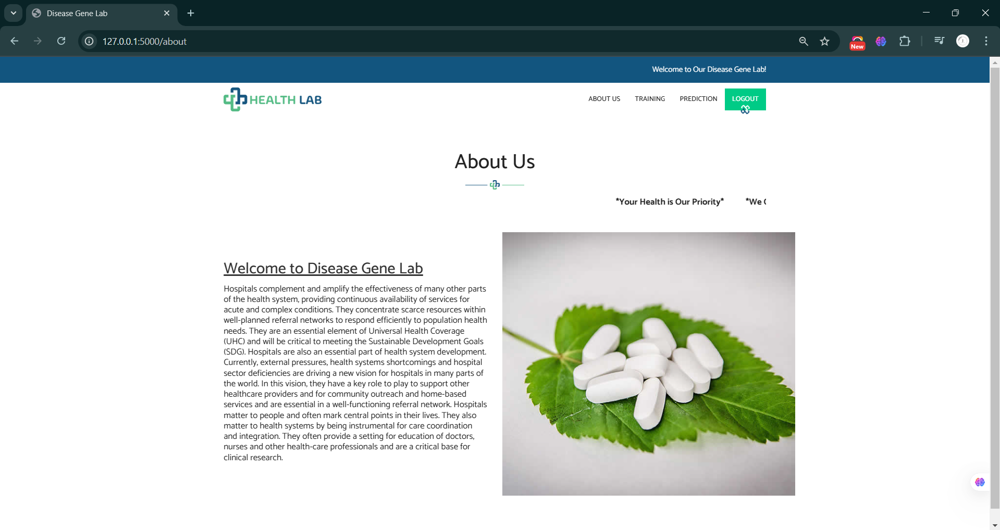 Disease Gene Lab
127.0.0.1:5000/about
New
Welcome to Our Disease Gene Lab!
HEALTH LAB
ABOUT US
TRAINING
PREDICTION
LOGOUT
About Us
*Your Health is Our Priority* *We
Welcome to Disease Gene Lab
Hospitals complement and amplify the effectiveness of many other parts
of the health system, providing continuous availability of services for
acute and complex conditions. They concentrate scarce resources within
well-planned referral networks to respond efficiently to population health
needs. They are an essential element of Universal Health Coverage
(UHC) and will be critical to meeting the Sustainable Development Goals
(SDG). Hospitals are also an essential part of health system development.
Currently, external pressures, health systems shortcomings and hospital
sector deficiencies are driving a new vision for hospitals in many parts of
the world. In this vision, they have a key role to play to support other
healthcare providers and for community outreach and home-based
services and are essential in a well-functioning referral network. Hospitals
matter to people and often mark central points in their lives. They also
matter to health systems by being instrumental for care coordination
and integration. They often provide a setting for education of doctors,
nurses and other health-care professionals and are a critical base for
clinical research.